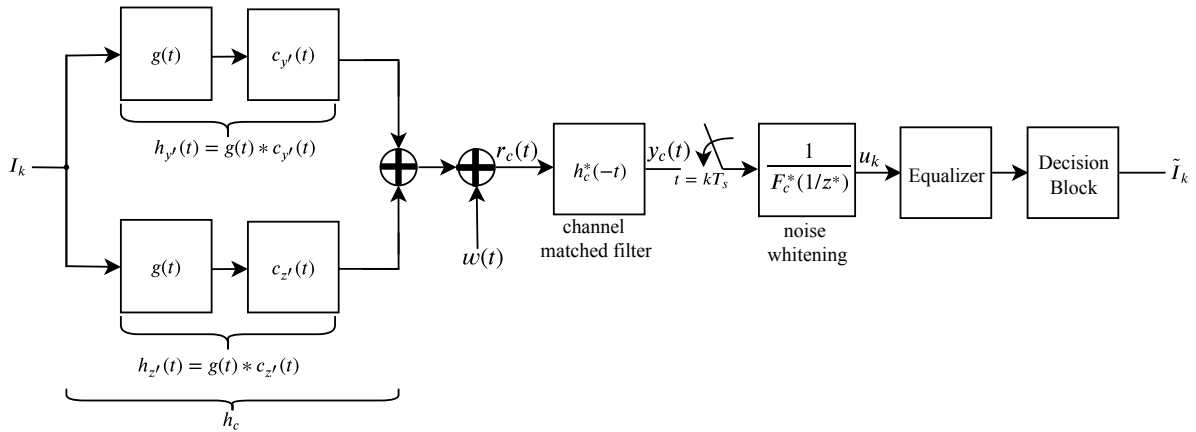 g(t)
c_{y′}(t)
h_{y′}(t) = g(t) ∗ c_{y′}(t)
I_k
r_c(t)
h_c^*(−t)
y_c(t)
t = kT_s
1
F_c^*(1/z^*)
u_k
Equalizer
Decision
Block
Ĩ_k
channel
matched filter
noise
whitening
w(t)
g(t)
c_{z′}(t)
h_{z′}(t) = g(t) ∗ c_{z′}(t)
h_c